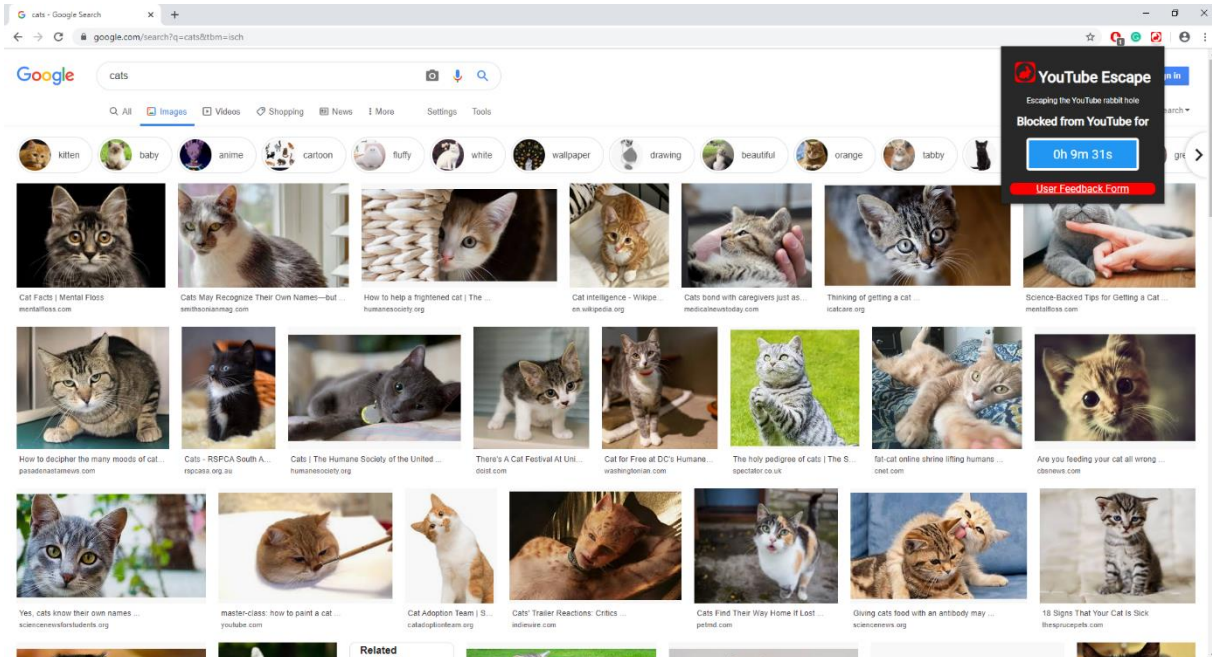 cats - Google Search
google.com/search?q=cats&tbm=isch
Google
cats
YouTube Escape
Escaping the YouTube rabbit hole
Blocked from YouTube for
0h 9m 31s
User Feedback Form
All Images Videos Shopping News More Settings Tools
kitten baby anime cartoon fluffy white wallpaper drawing beautiful orange tabby
Cat Facts | Mental Floss
mentalfloss.com
Cats May Recognize Their Own Names—but ...
smithsonianmag.com
How to help a frightened cat | The ...
humanesociety.org
Cat intelligence - Wikipe...
en.wikipedia.org
Cats bond with caregivers just as...
medicalnewstoday.com
Thinking of getting a cat ...
icatcare.org
Science-Backed Tips for Getting a Cat...
mentalfloss.com
How to decipher the many moods of cat...
pasadenastarnews.com
Cats - RSPCA South A...
rspcasa.org.au
Cats | The Humane Society of the United ...
humanesociety.org
There's A Cat Festival At Uni...
doist.com
Cat for Free at DC's Humane...
washingtonian.com
The holy pedigree of cats | The S...
spectator.co.uk
fat-cat online shrine lifting humans ...
cnet.com
Are you feeding your cat all wrong ...
cbsnews.com
Yes, cats know their own names ...
sciencenewsforstudents.org
master-class: how to paint a cat ...
youtube.com
Cat Adoption Team | S...
catadoptionteam.org
Cats' Trailer Reactions: Critics ...
indiewire.com
Cats Find Their Way Home If Lost ...
petmd.com
Giving cats food with an antibody may ...
sciencenews.org
18 Signs That Your Cat Is Sick
thesprucepets.com
Related